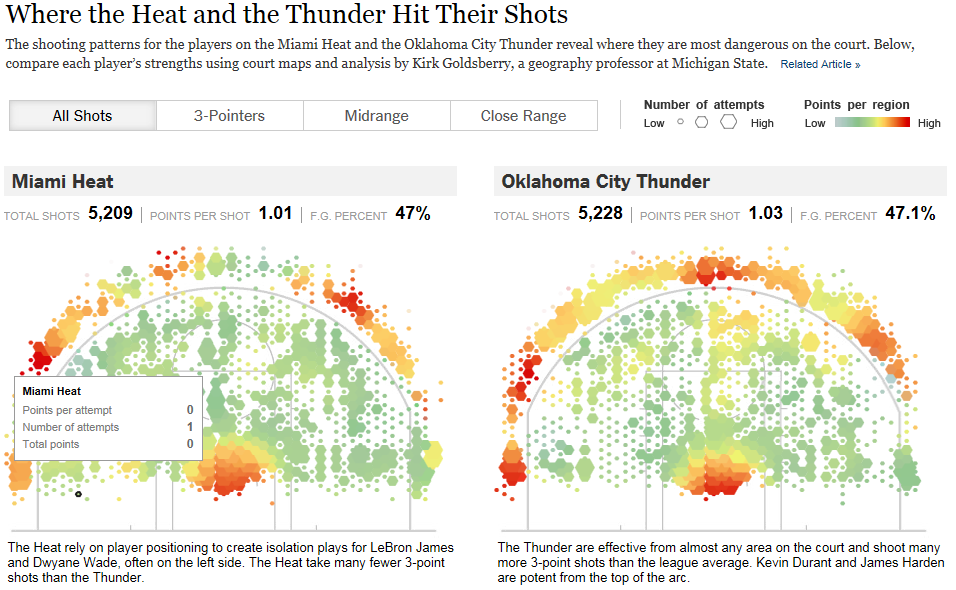 Where the Heat and the Thunder Hit Their Shots
The shooting patterns for the players on the Miami Heat and the Oklahoma City Thunder reveal where they are most dangerous on the court. Below,
compare each player's strengths using court maps and analysis by Kirk Goldsberry, a geography professor at Michigan State. Related Article »
All Shots
3-Pointers
Midrange
Close Range
Number of attempts
Low
High
Points per region
Low
High
Miami Heat
TOTAL SHOTS 5,209 | POINTS PER SHOT 1.01 | F.G. PERCENT 47%
Miami Heat
Points per attempt 0
Number of attempts 1
Total points 0
The Heat rely on player positioning to create isolation plays for LeBron James
and Dwyane Wade, often on the left side. The Heat take many fewer 3-point
shots than the Thunder.
Oklahoma City Thunder
TOTAL SHOTS 5,228 | POINTS PER SHOT 1.03 | F.G. PERCENT 47.1%
The Thunder are effective from almost any area on the court and shoot many
more 3-point shots than the league average. Kevin Durant and James Harden
are potent from the top of the arc.